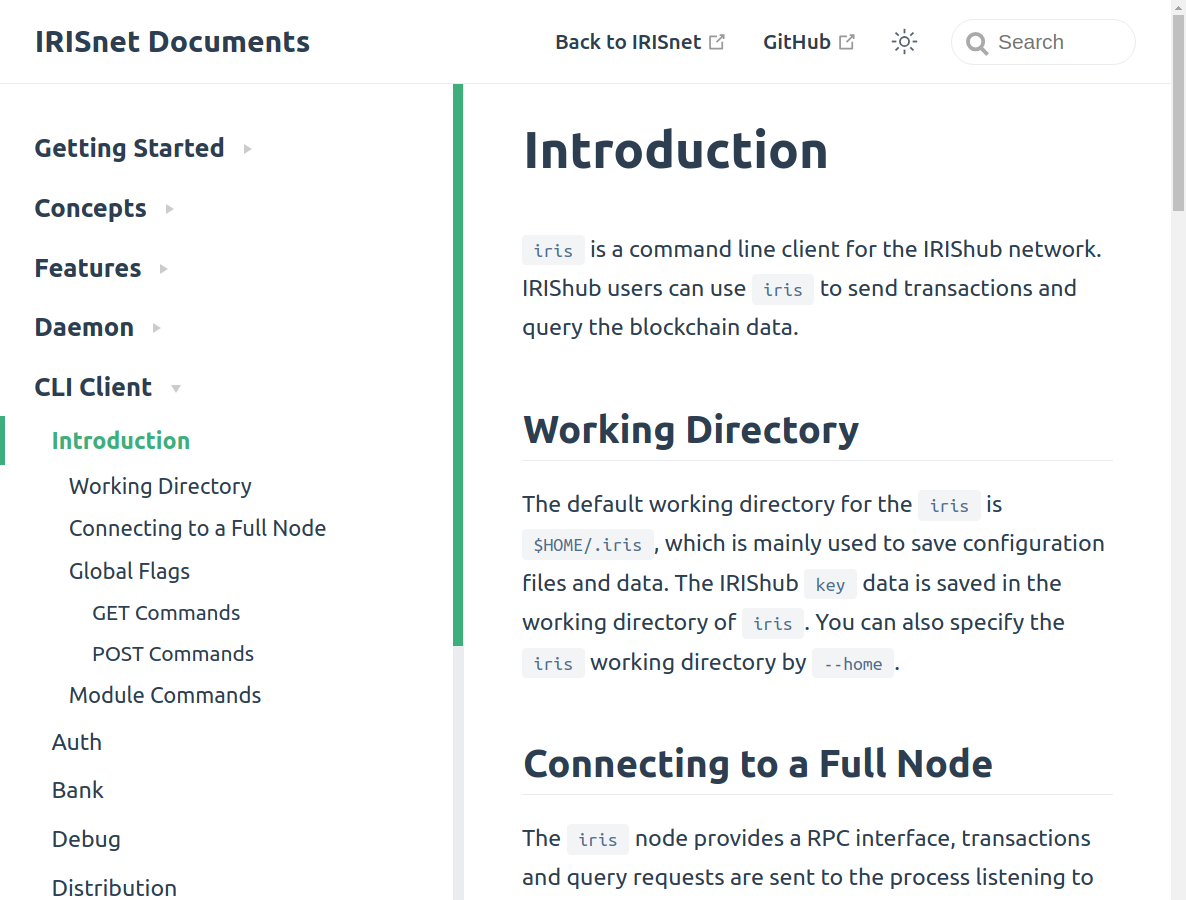 IRISnet Documents
Back to IRISnet
GitHub
Search
Getting Started
Concepts
Features
Daemon
CLI Client
Introduction
Working Directory
Connecting to a Full Node
Global Flags
GET Commands
POST Commands
Module Commands
Auth
Bank
Debug
Distribution
Introduction
iris is a command line client for the IRIShub network.
IRIShub users can use iris to send transactions and
query the blockchain data.
Working Directory
The default working directory for the iris is
$HOME/.iris , which is mainly used to save configuration
files and data. The IRIShub key data is saved in the
working directory of iris . You can also specify the
iris working directory by --home .
Connecting to a Full Node
The iris node provides a RPC interface, transactions
and query requests are sent to the process listening to